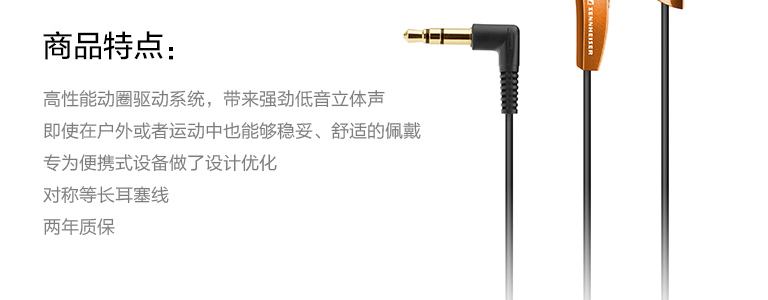 商品特点：
高性能动圈驱动系统，带来强劲低音立体声
即使在户外或者运动中也能够稳妥、舒适的佩戴
专为便携式设备做了设计优化
对称等长耳塞线
两年质保
SENNHEISER